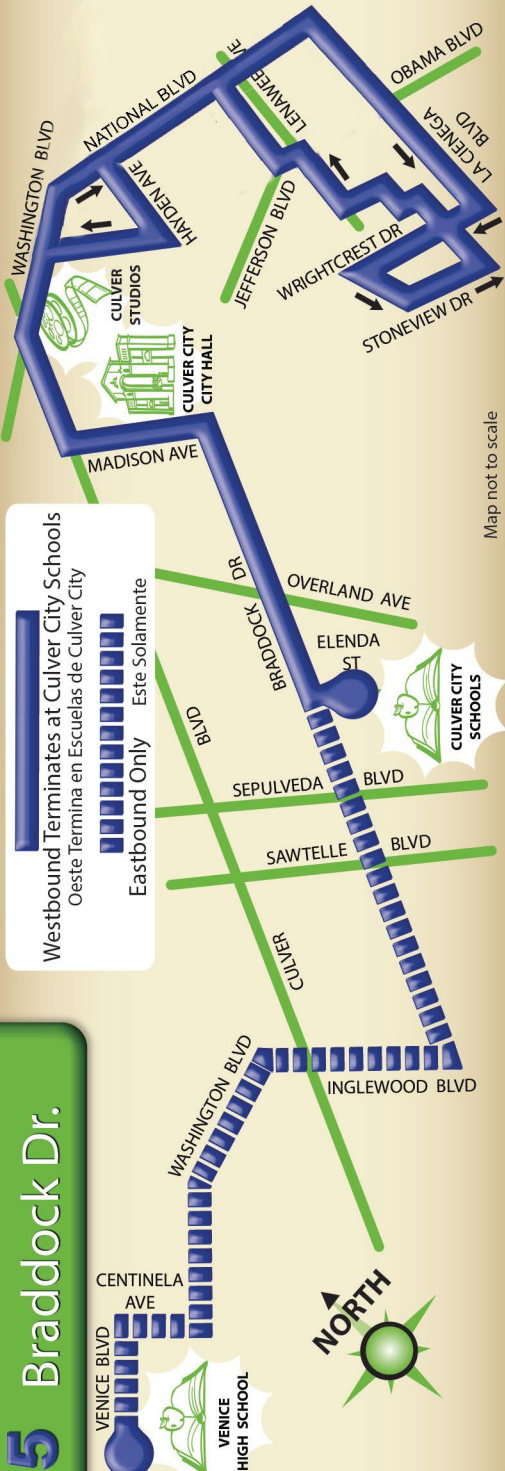 5 Braddock Dr.
Westbound Terminates at Culver City Schools
Oeste Termina en Escuelas de Culver City
Eastbound Only Este Solamente
VENICE BLVD
CENTINELA
AVE
VENICE
HIGH SCHOOL
WASHINGTON BLVD
INGLEWOOD BLVD
NORTH
CULVER
BLVD
SAWTELLE
BLVD
SEPULVEDA
BLVD
ELENDA
ST
CULVER CITY
SCHOOLS
BRADDOCK DR
OVERLAND AVE
MADISON AVE
CULVER CITY
CITY HALL
CULVER
STUDIOS
WASHINGTON BLVD
NATIONAL BLVD
HAYDEN AVE
JEFFERSON BLVD
LENAWEE AVE
WRIGHTCREST DR
STONEVIEW DR
LA CIENEGA
BLVD
OBAMA BLVD
Map not to scale